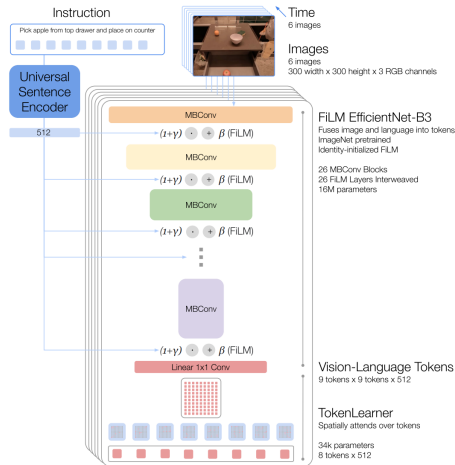 Instruction
Pick apple from top drawer and place on counter
Universal
Sentence
Encoder
512
Time
6 images
Images
6 images
300 width x 300 height x 3 RGB channels
MBConv
(1+γ) · + β (FiLM)
MBConv
(1+γ) · + β (FiLM)
MBConv
(1+γ) · + β (FiLM)
MBConv
(1+γ) · + β (FiLM)
Linear 1x1 Conv
FiLM EfficientNet-B3
Fuses image and language into tokens
ImageNet pretrained
Identity-initialized FiLM
26 MBConv Blocks
26 FiLM Layers Interweaved
16M parameters
Vision-Language Tokens
9 tokens x 9 tokens x 512
TokenLearner
Spatially attends over tokens
34k parameters
8 tokens x 512